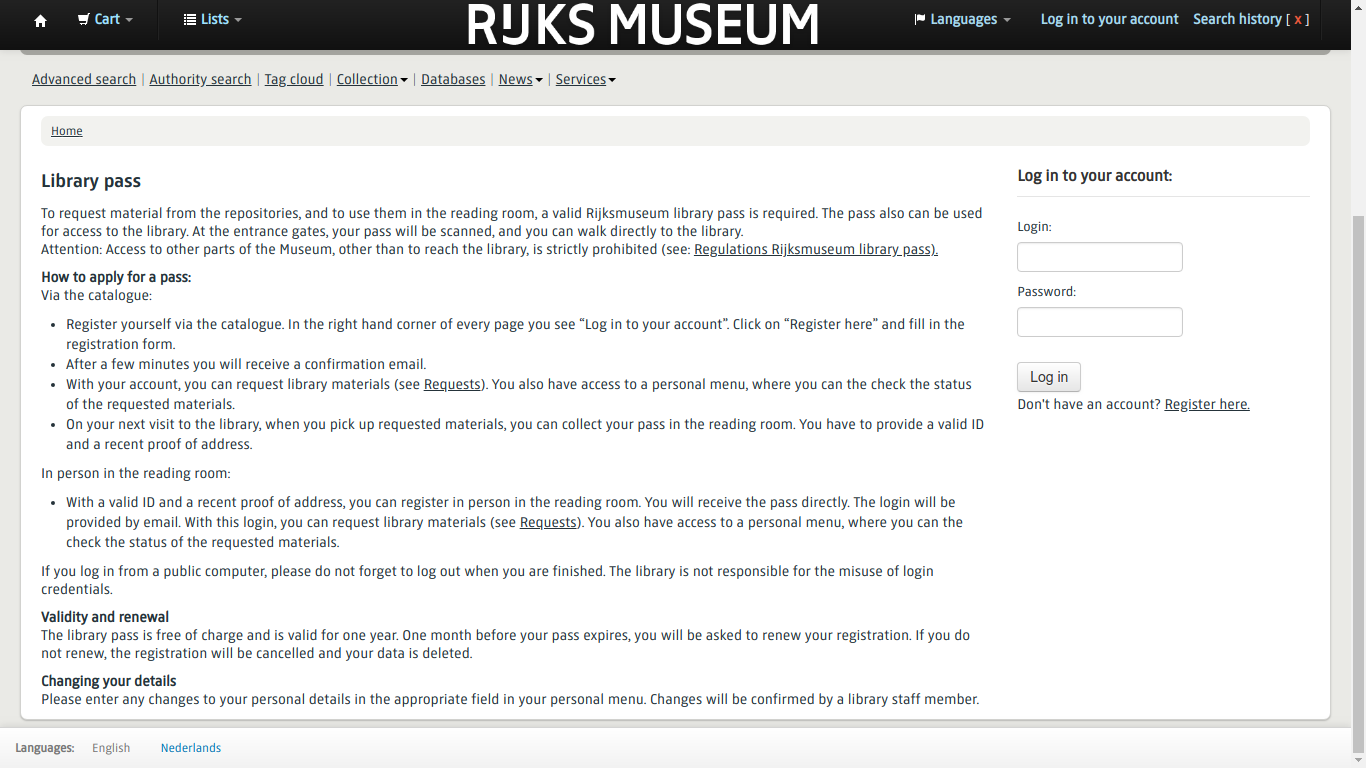 Cart
Lists
RIJKS MUSEUM
Languages
Log in to your account
Search history [ x ]
Advanced search | Authority search | Tag cloud | Collection | Databases | News | Services
Home
Library pass
To request material from the repositories, and to use them in the reading room, a valid Rijksmuseum library pass is required. The pass also can be used
for access to the library. At the entrance gates, your pass will be scanned, and you can walk directly to the library.
Attention: Access to other parts of the Museum, other than to reach the library, is strictly prohibited (see: Regulations Rijksmuseum library pass).
How to apply for a pass:
Via the catalogue:
• Register yourself via the catalogue. In the right hand corner of every page you see “Log in to your account”. Click on “Register here” and fill in the
registration form.
• After a few minutes you will receive a confirmation email.
• With your account, you can request library materials (see Requests). You also have access to a personal menu, where you can the check the status
of the requested materials.
• On your next visit to the library, when you pick up requested materials, you can collect your pass in the reading room. You have to provide a valid ID
and a recent proof of address.
In person in the reading room:
• With a valid ID and a recent proof of address, you can register in person in the reading room. You will receive the pass directly. The login will be
provided by email. With this login, you can request library materials (see Requests). You also have access to a personal menu, where you can the
check the status of the requested materials.
If you log in from a public computer, please do not forget to log out when you are finished. The library is not responsible for the misuse of login
credentials.
Validity and renewal
The library pass is free of charge and is valid for one year. One month before your pass expires, you will be asked to renew your registration. If you do
not renew, the registration will be cancelled and your data is deleted.
Changing your details
Please enter any changes to your personal details in the appropriate field in your personal menu. Changes will be confirmed by a library staff member.
Log in to your account:
Login:
Password:
Log in
Don't have an account? Register here.
Languages: English Nederlands